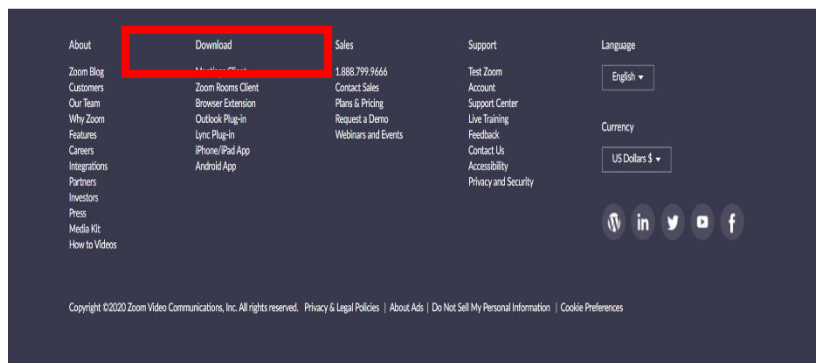 About
Zoom Blog
Customers
Our Team
Why Zoom
Features
Careers
Integrations
Partners
Investors
Press
Media Kit
How to Videos
Download
Meetings Client
Zoom Rooms Client
Browser Extension
Outlook Plug-in
Lync Plug-in
iPhone/iPad App
Android App
Sales
1.888.799.9666
Contact Sales
Plans & Pricing
Request a Demo
Webinars and Events
Support
Test Zoom
Account
Support Center
Live Training
Feedback
Contact Us
Accessibility
Privacy and Security
Language
English
Currency
US Dollars $
in
f
Copyright ©2020 Zoom Video Communications, Inc. All rights reserved. Privacy & Legal Policies | About Ads | Do Not Sell My Personal Information | Cookie Preferences